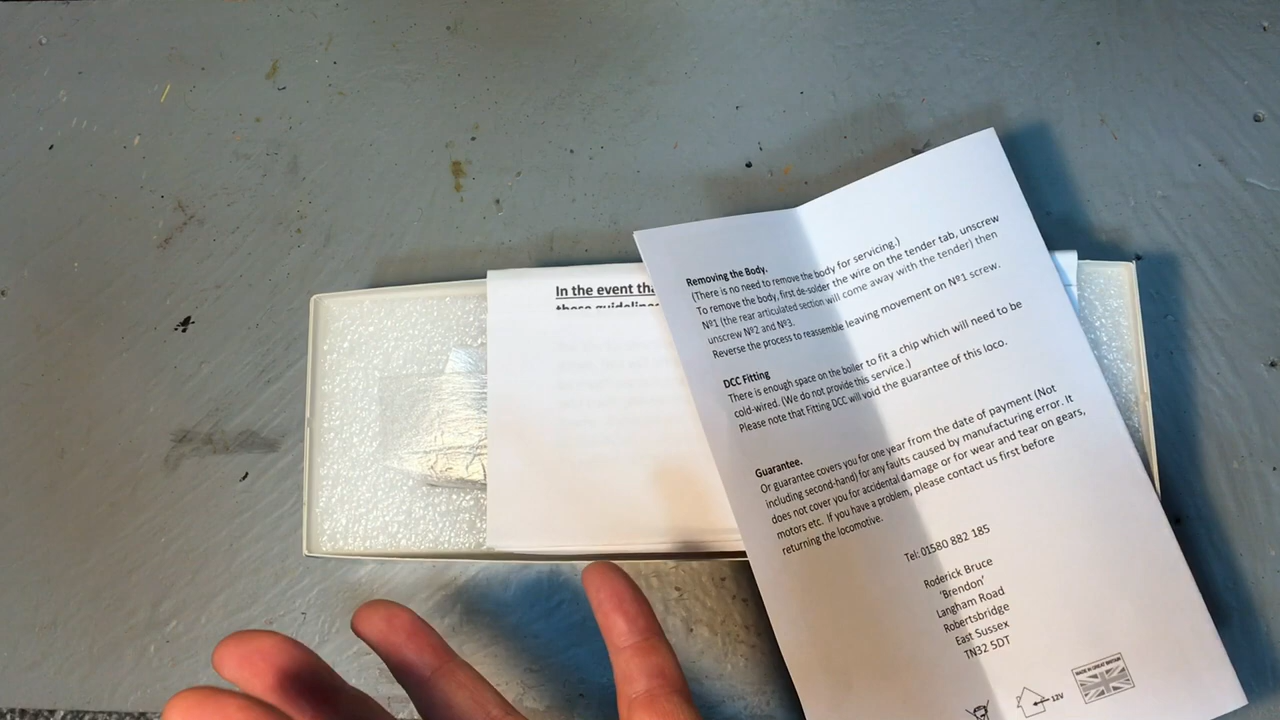 In the event tha
these guidelines
Removing the Body.
(There is no need to remove the body for servicing.)
To remove the body, first de-solder the wire on the tender tab, unscrew
Nº1 (the rear articulated section will come away with the tender) then
unscrew Nº2 and Nº3.
Reverse the process to reassemble leaving movement on Nº1 screw.
DCC Fitting
There is enough space on the boiler to fit a chip which will need to be
cold-wired. (We do not provide this service.)
Please note that Fitting DCC will void the guarantee of this loco.
Guarantee.
Or guarantee covers you for one year from the date of payment (Not
including second-hand) for any faults caused by manufacturing error. It
does not cover you for accidental damage or for wear and tear on gears,
motors etc. If you have a problem, please contact us first before
returning the locomotive.
Tel: 01580 882 185
Roderick Bruce
‘Brendon’
Langham Road
Robertsbridge
East Sussex
TN32 5DT
12V
MADE IN GREAT BRITAIN